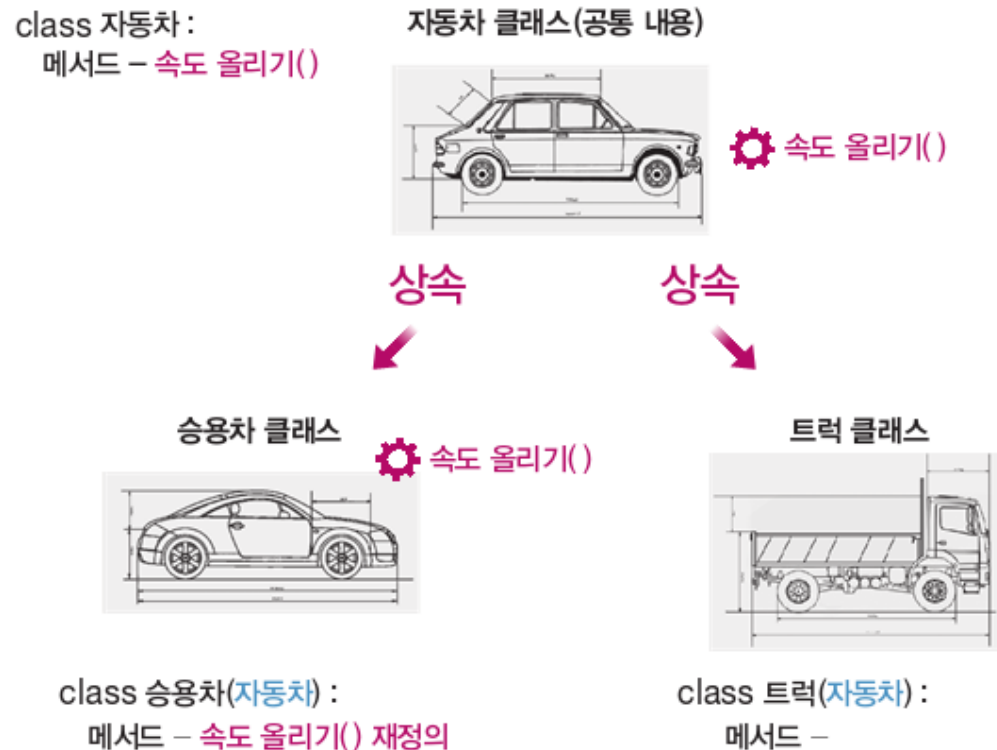 class 자동차 :
메서드 – 속도 올리기( )
자동차 클래스(공통 내용)
속도 올리기( )
상속
상속
승용차 클래스
속도 올리기( )
트럭 클래스
class 승용차(자동차) :
메서드 – 속도 올리기( ) 재정의
class 트럭(자동차) :
메서드 –